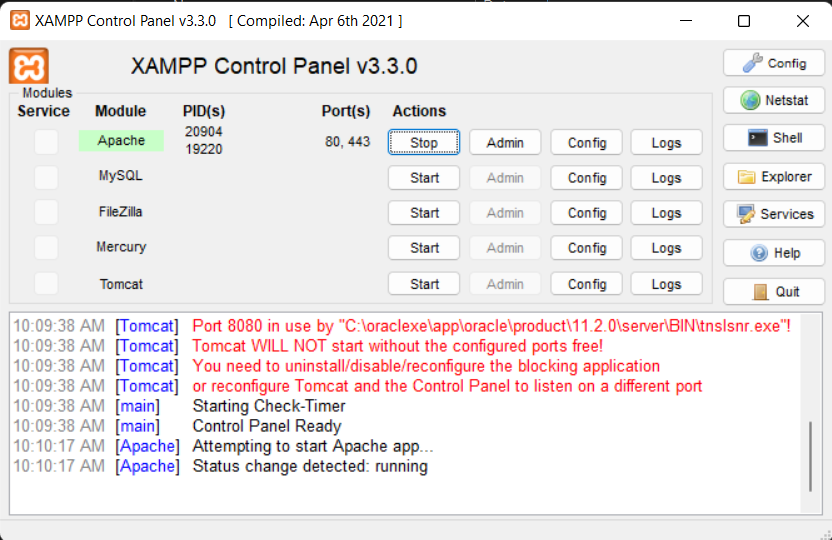 XAMPP Control Panel v3.3.0 [ Compiled: Apr 6th 2021 ]
XAMPP Control Panel v3.3.0
Config
Modules
Service Module PID(s) Port(s) Actions
Netstat
Apache 20904 19220 80, 443 Stop Admin Config Logs
Shell
MySQL Start Admin Config Logs
Explorer
FileZilla Start Admin Config Logs
Services
Mercury Start Admin Config Logs
Help
Tomcat Start Admin Config Logs
Quit
10:09:38 AM [Tomcat] Port 8080 in use by "C:\oraclexe\app\oracle\product\11.2.0\server\BIN\tnslsnr.exe"!
10:09:38 AM [Tomcat] Tomcat WILL NOT start without the configured ports free!
10:09:38 AM [Tomcat] You need to uninstall/disable/reconfigure the blocking application
10:09:38 AM [Tomcat] or reconfigure Tomcat and the Control Panel to listen on a different port
10:09:38 AM [main] Starting Check-Timer
10:09:38 AM [main] Control Panel Ready
10:10:17 AM [Apache] Attempting to start Apache app...
10:10:17 AM [Apache] Status change detected: running